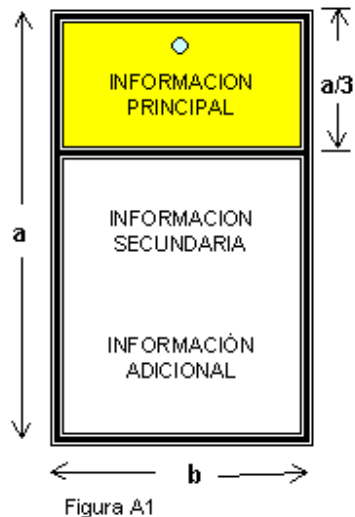 INFORMACION
PRINCIPAL
a/3
a
INFORMACION
SECUNDARIA
INFORMACIÓN
ADICIONAL
b
Figura A1